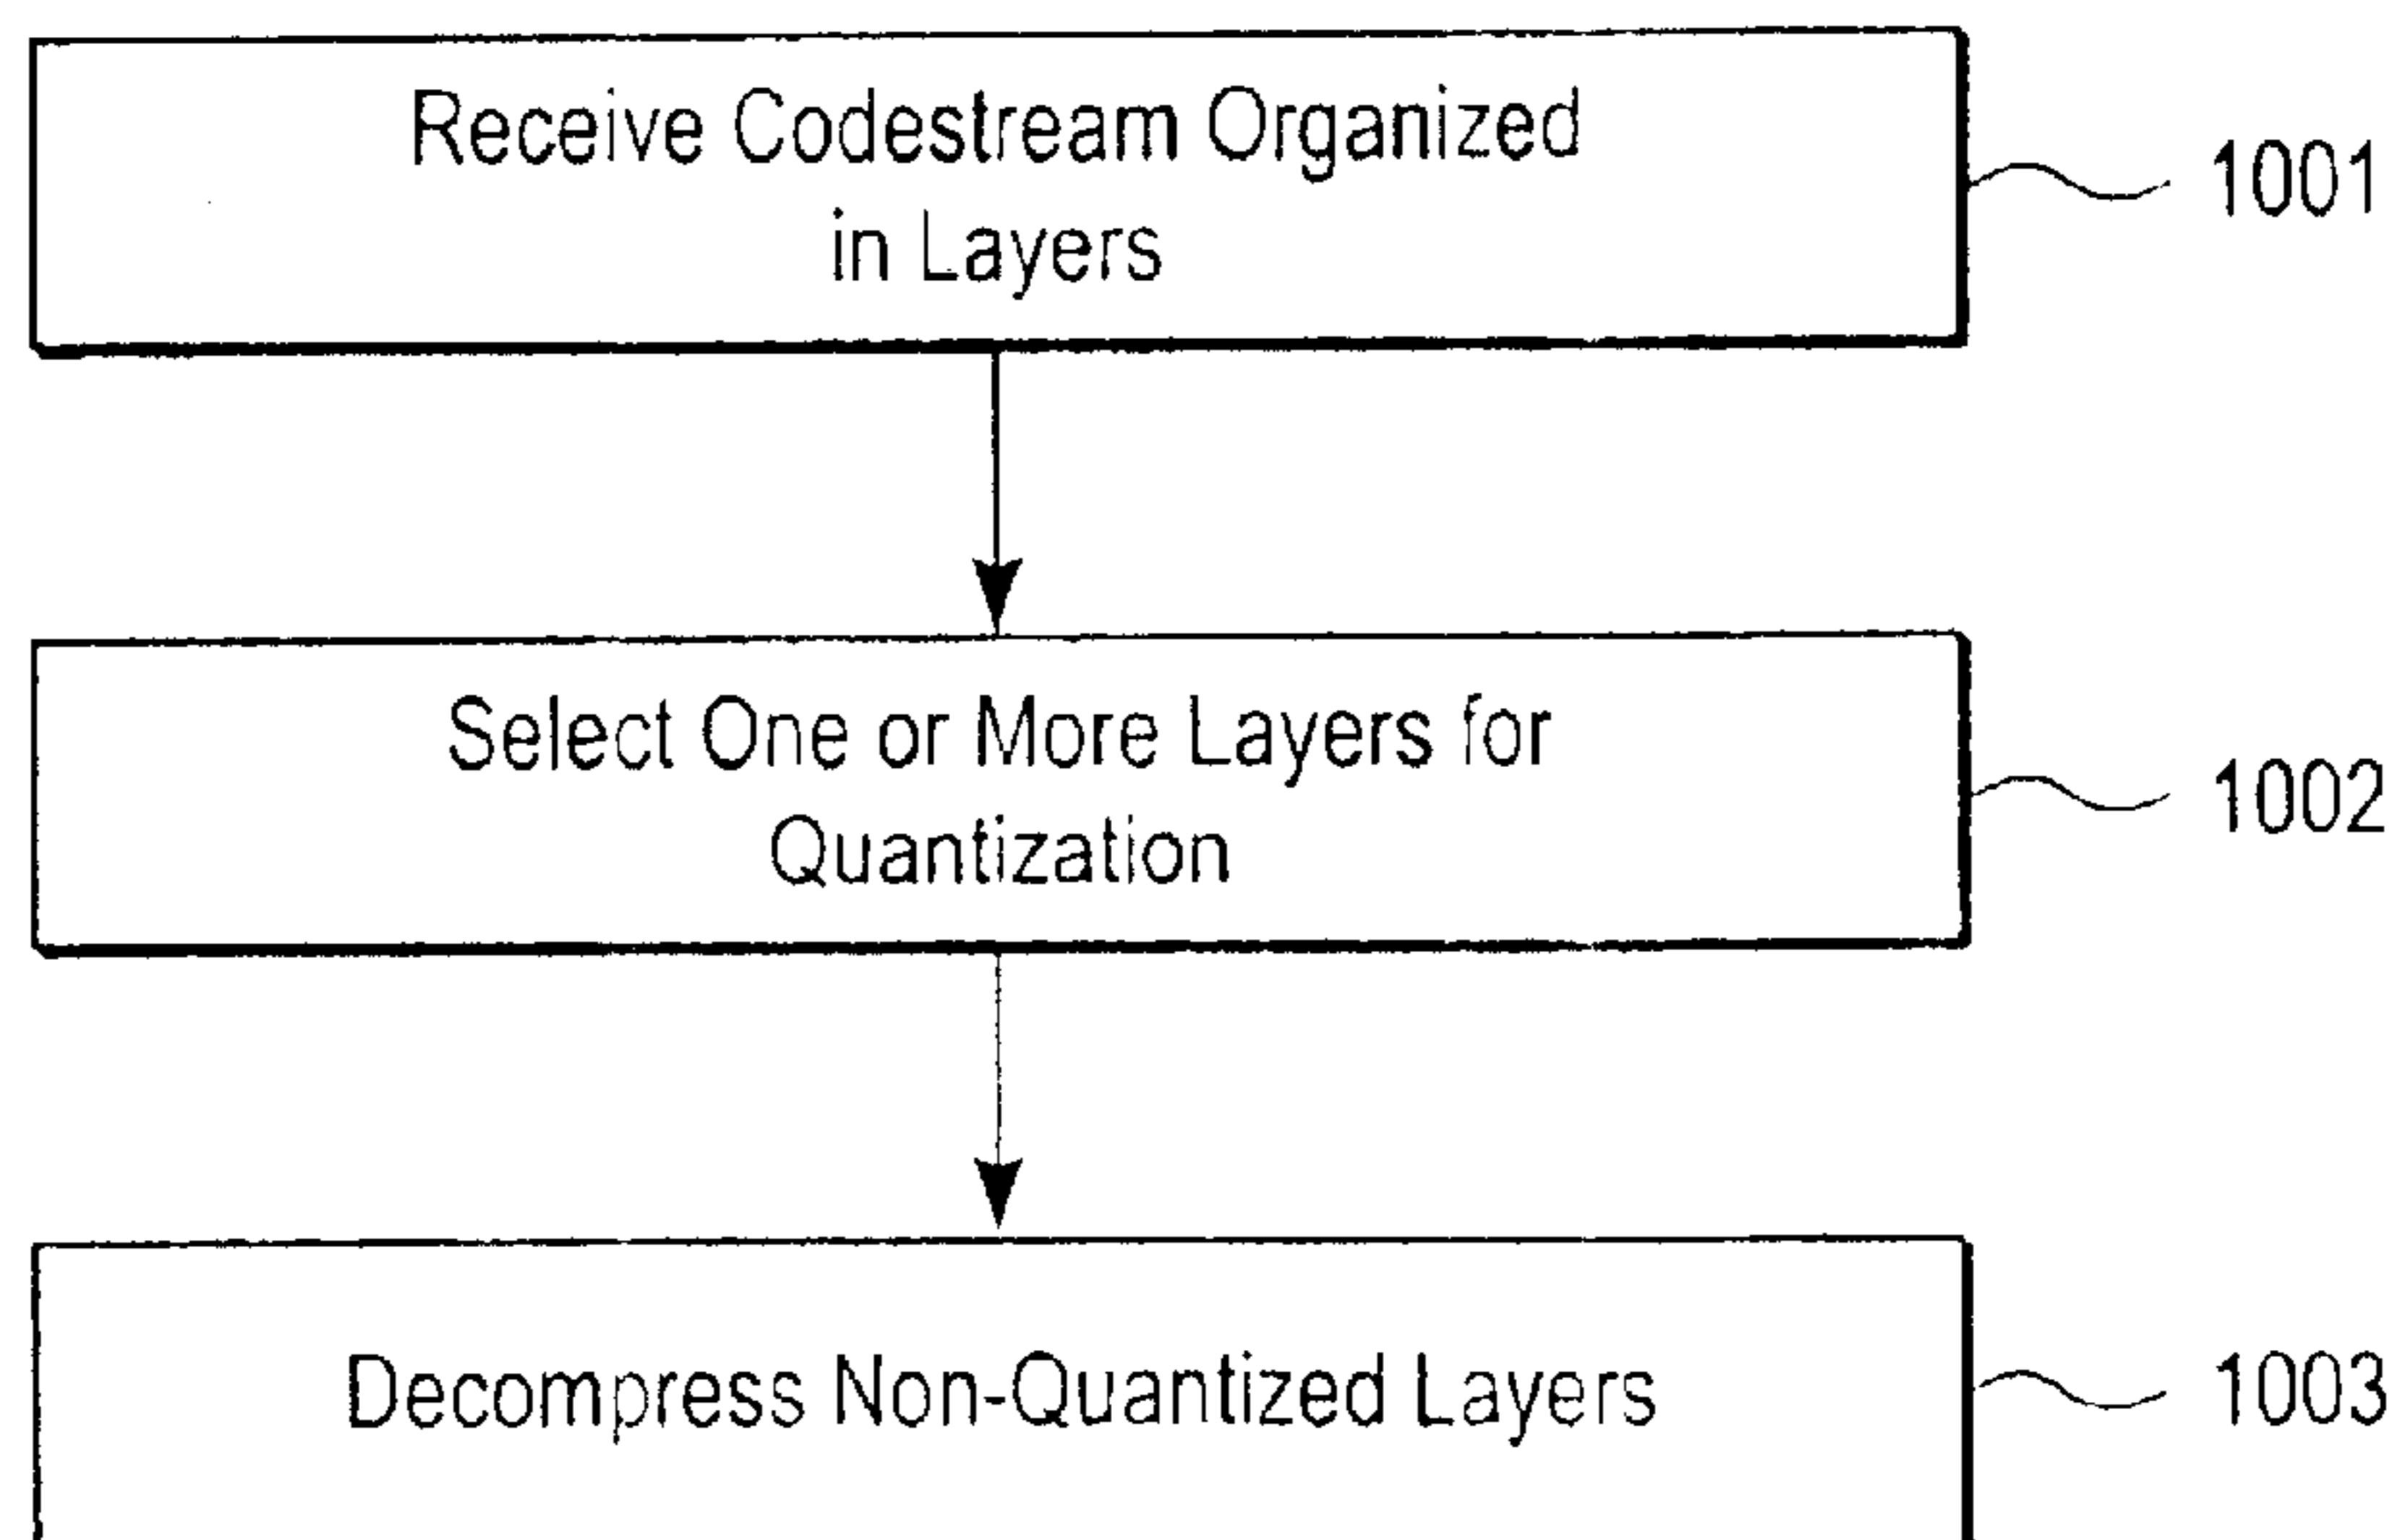 Receive Codestream Organized
in Layers
1001
Select One or More Layers for
Quantization
1002
Decompress Non-Quantized Layers
1003